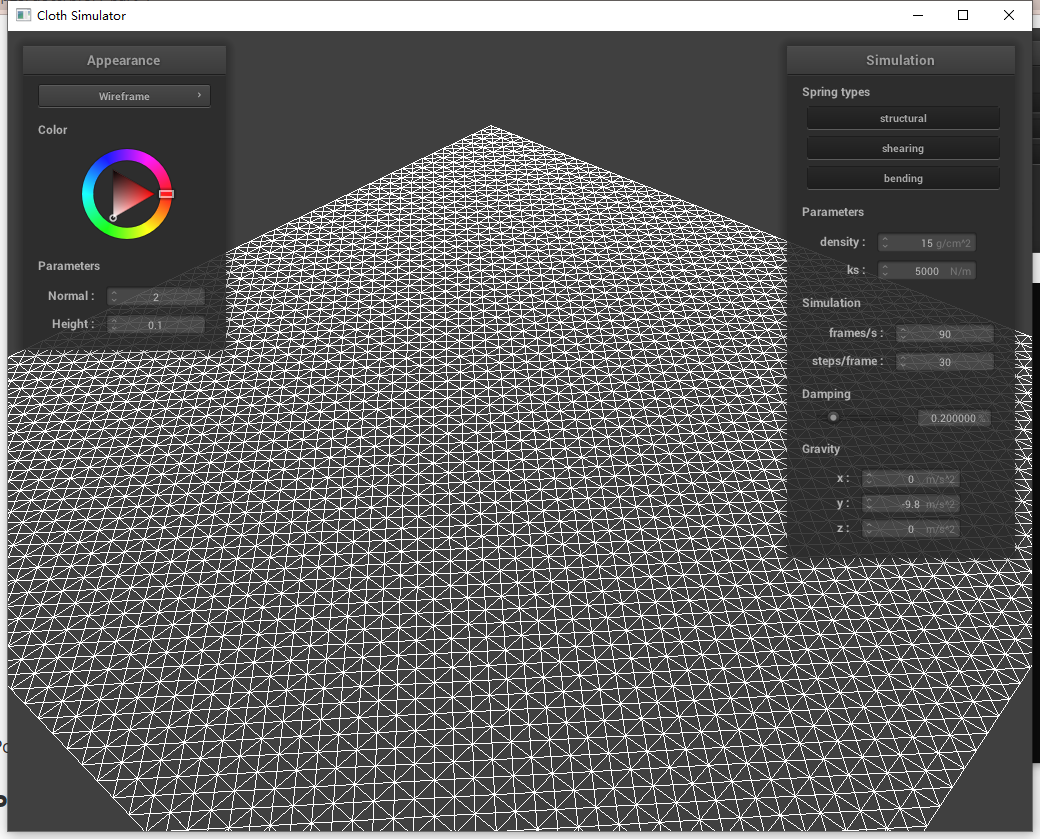 Cloth Simulator
Appearance
Wireframe
Color
Parameters
Normal : 2
Height : 0.1
Simulation
Spring types
structural
shearing
bending
Parameters
density : 15 g/cm^2
ks : 5000 N/m
Simulation
frames/s : 90
steps/frame : 30
Damping
0.200000 %
Gravity
x : 0 m/s^2
y : -9.8 m/s^2
z : 0 m/s^2